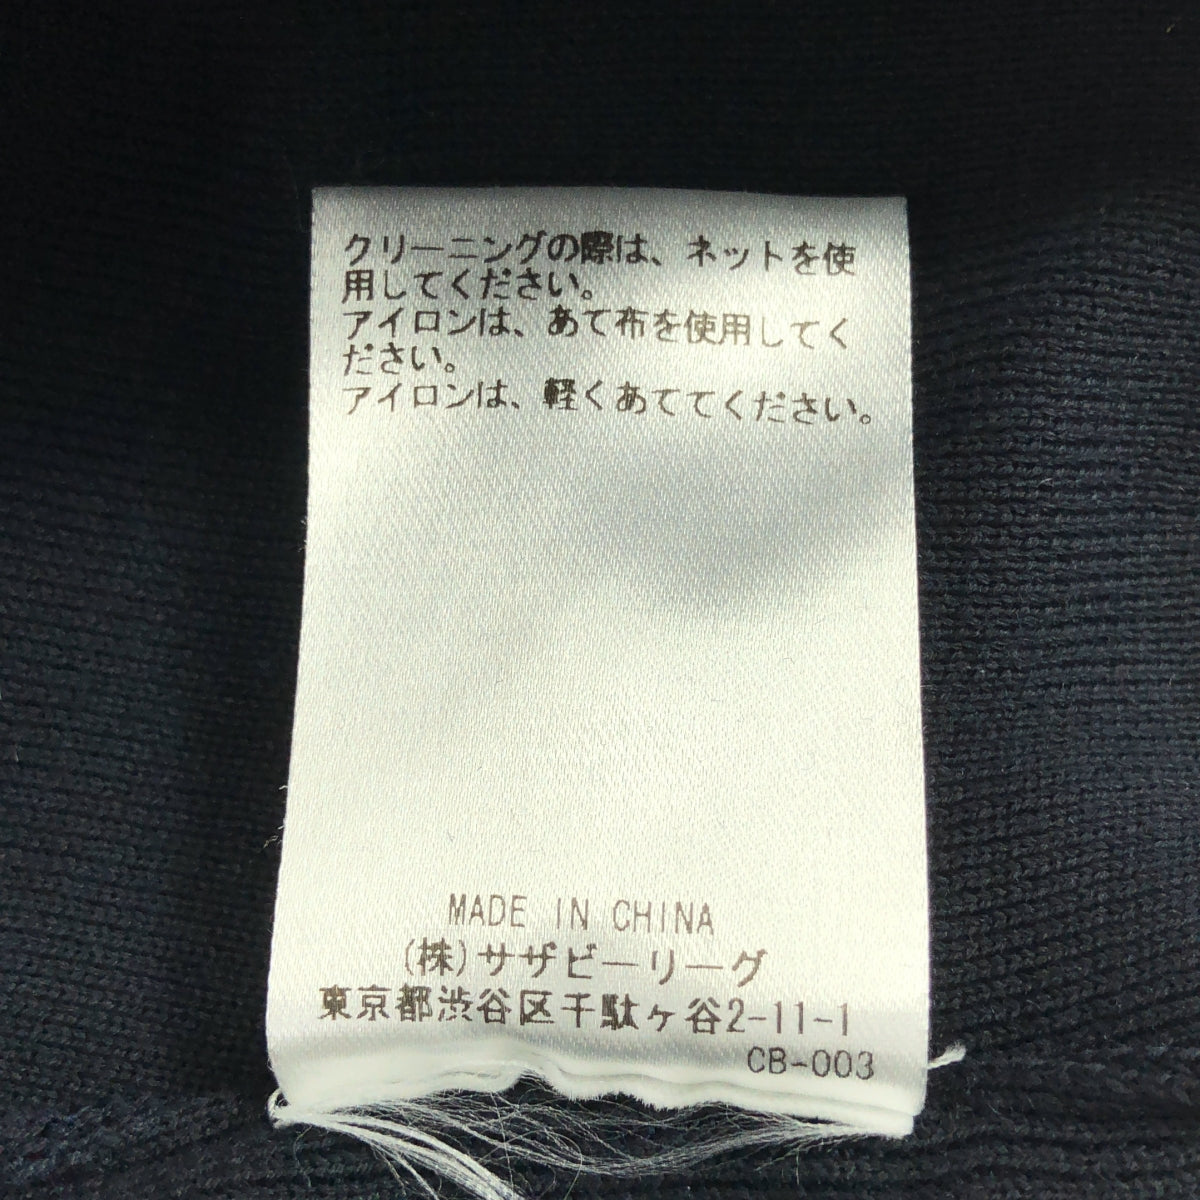 クリーニングの際は、ネットを使
用してください。
アイロンは、あて布を使用してく
ださい。
アイロンは、軽くあててください。
MADE IN CHINA
(株)サザビーリーグ
東京都渋谷区千駄ヶ谷2-11-1
CB-003